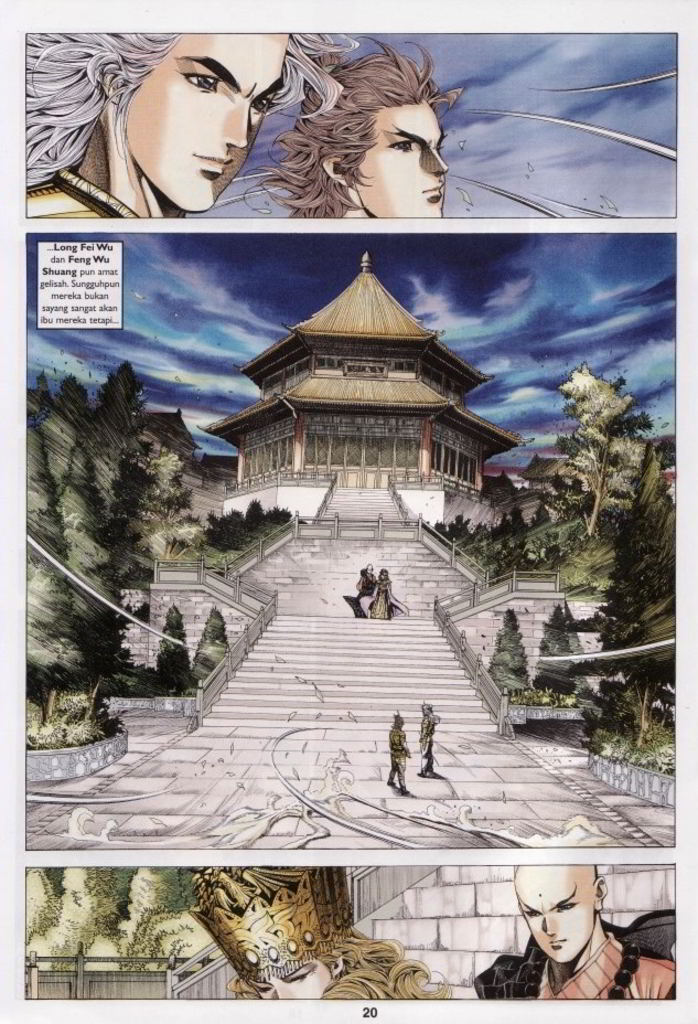 ...Long Fei Wu
dan Feng Wu
Shuang pun amat
gelisah. Sungguhpun
mereka bukan
sayang sangat akan
ibu mereka tetapi...
20